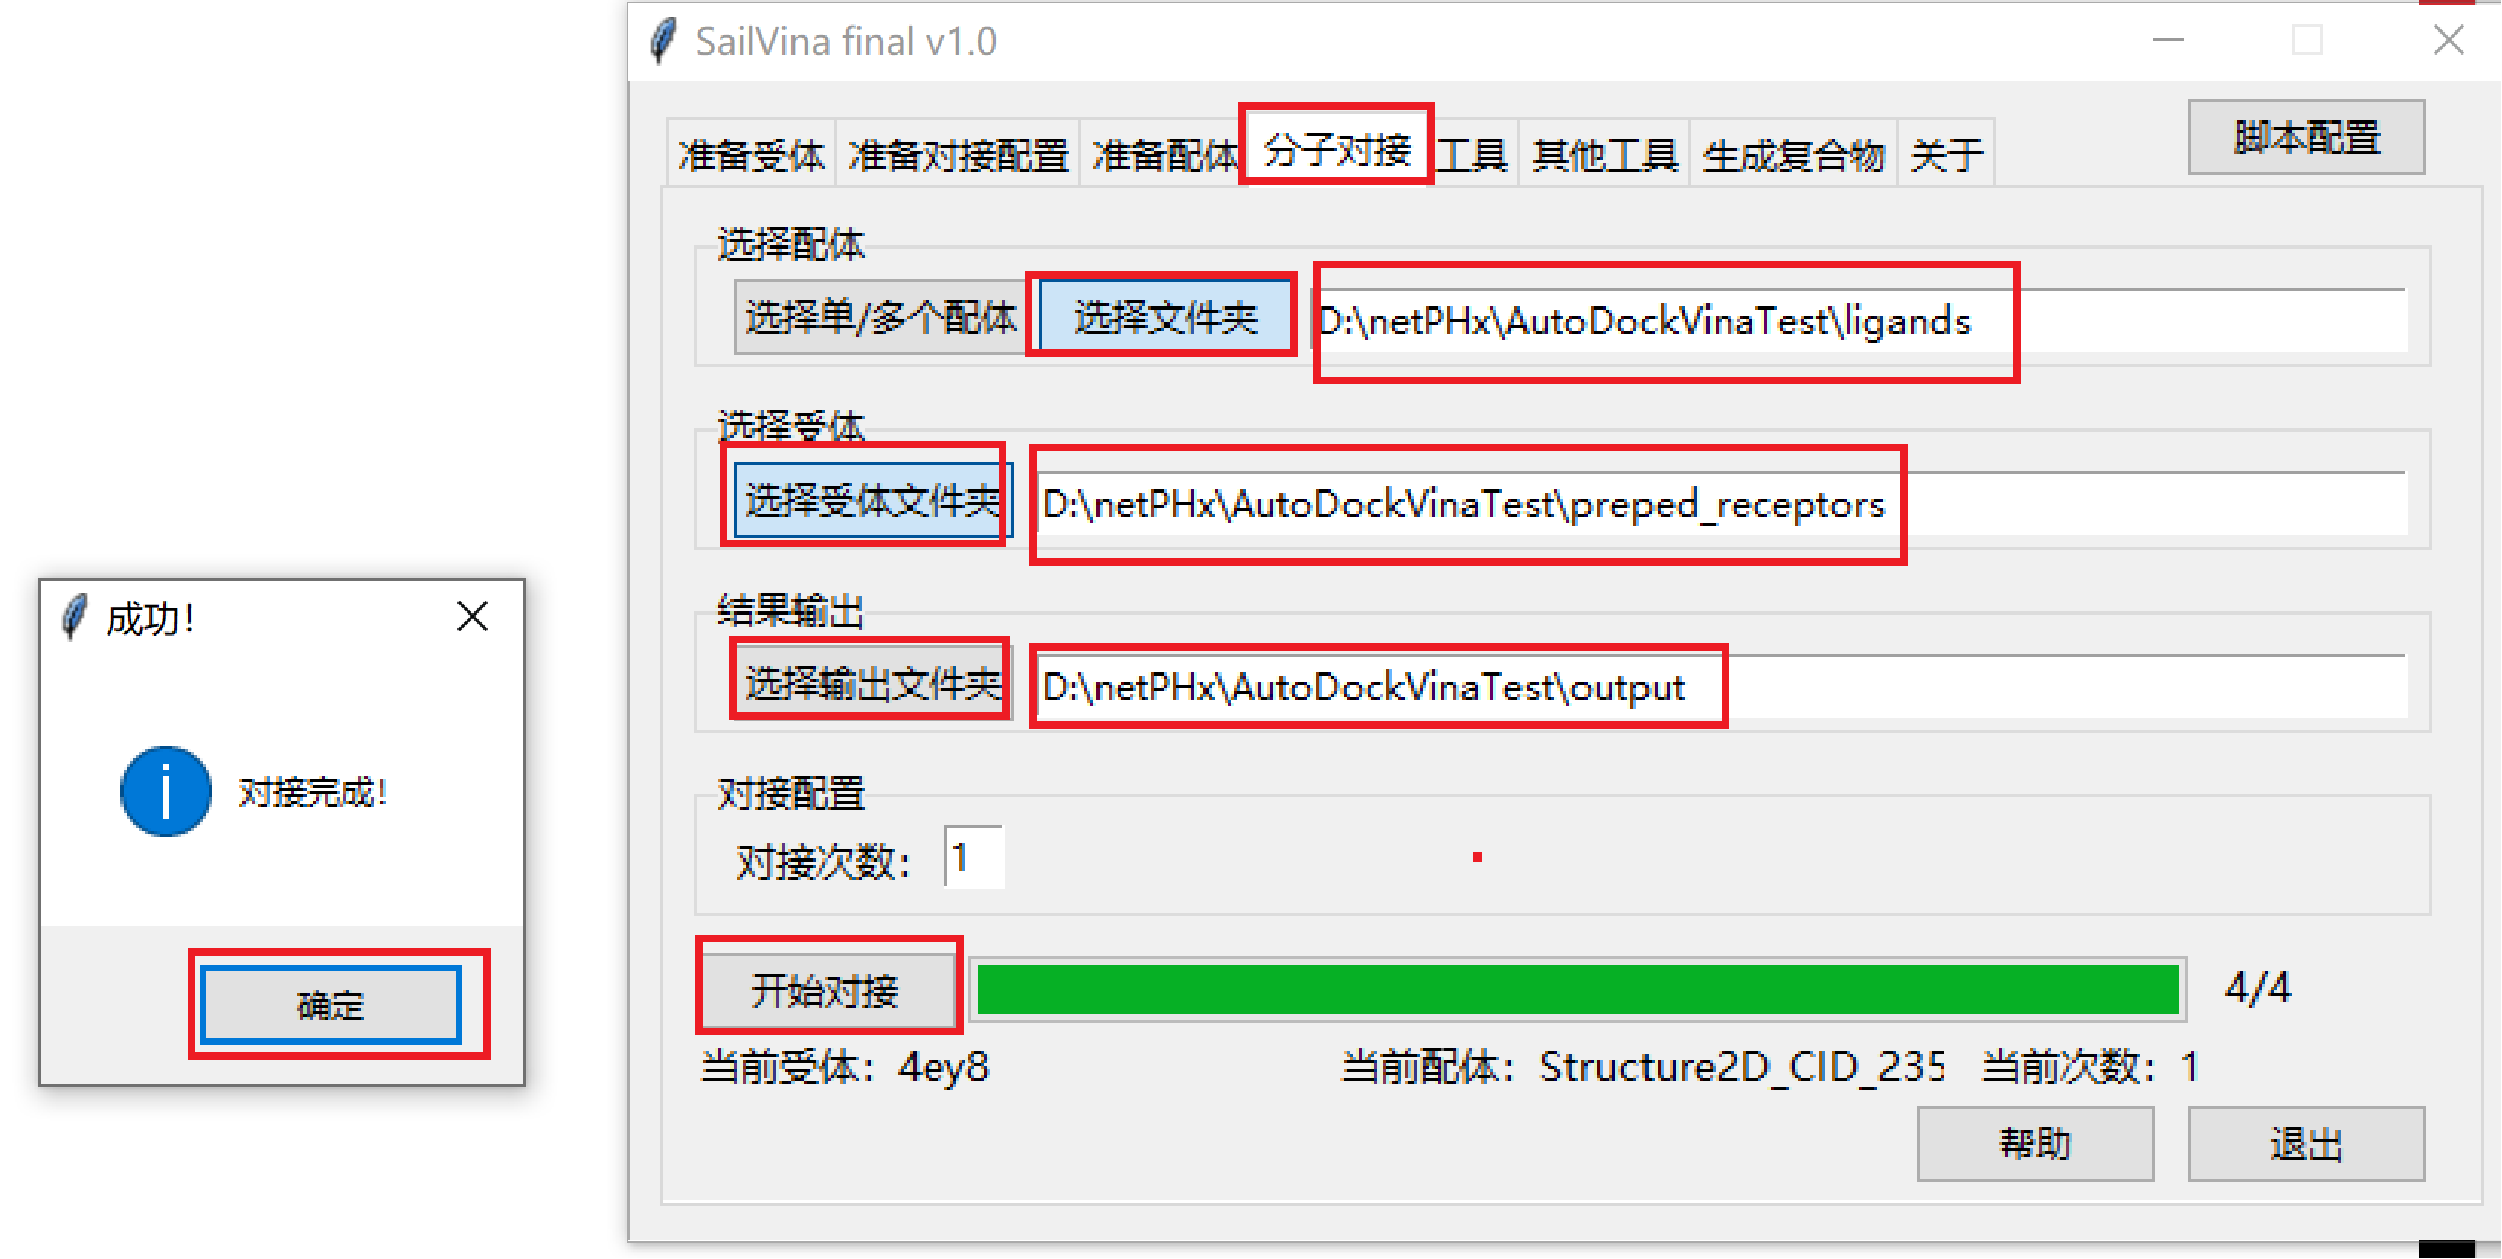 SailVina final v1.0
脚本配置
准备受体 准备对接配置 准备配体 分子对接 工具 其他工具 生成复合物 关于
选择配体
选择单/多个配体 选择文件夹 D:\netPHx\AutoDockVinaTest\ligands
选择受体
选择受体文件夹 D:\netPHx\AutoDockVinaTest\preped_receptors
结果输出
选择输出文件夹 D:\netPHx\AutoDockVinaTest\output
对接配置
对接次数： 1
开始对接 4/4
当前受体：4ey8 当前配体：Structure2D_CID_235 当前次数：1
帮助 退出
成功！
对接完成！
确定